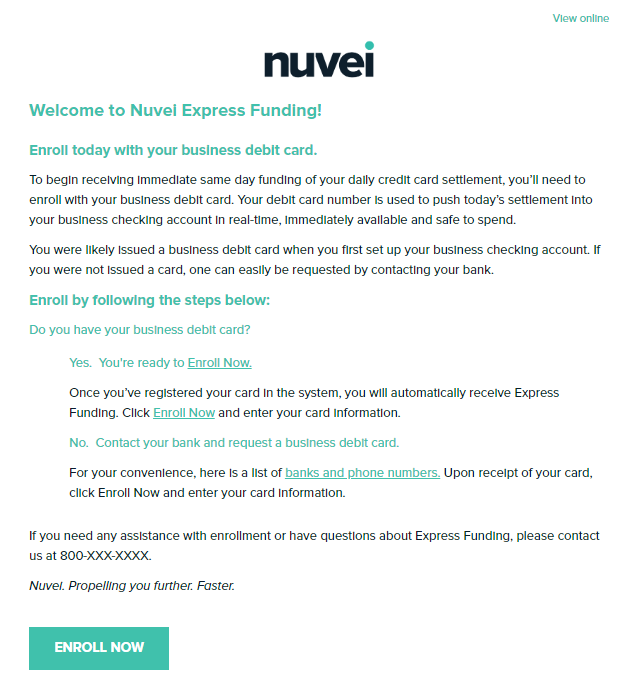 View online
nuvei
Welcome to Nuvei Express Funding!
Enroll today with your business debit card.
To begin receiving immediate same day funding of your daily credit card settlement, you'll need to
enroll with your business debit card. Your debit card number is used to push today's settlement into
your business checking account in real-time, immediately available and safe to spend.
You were likely issued a business debit card when you first set up your business checking account. If
you were not issued a card, one can easily be requested by contacting your bank.
Enroll by following the steps below:
Do you have your business debit card?
Yes. You're ready to Enroll Now.
Once you've registered your card in the system, you will automatically receive Express
Funding. Click Enroll Now and enter your card information.
No. Contact your bank and request a business debit card.
For your convenience, here is a list of banks and phone numbers. Upon receipt of your card,
click Enroll Now and enter your card information.
If you need any assistance with enrollment or have questions about Express Funding, please contact
us at 800-XXX-XXXX.
Nuvei. Propelling you further. Faster.
ENROLL NOW